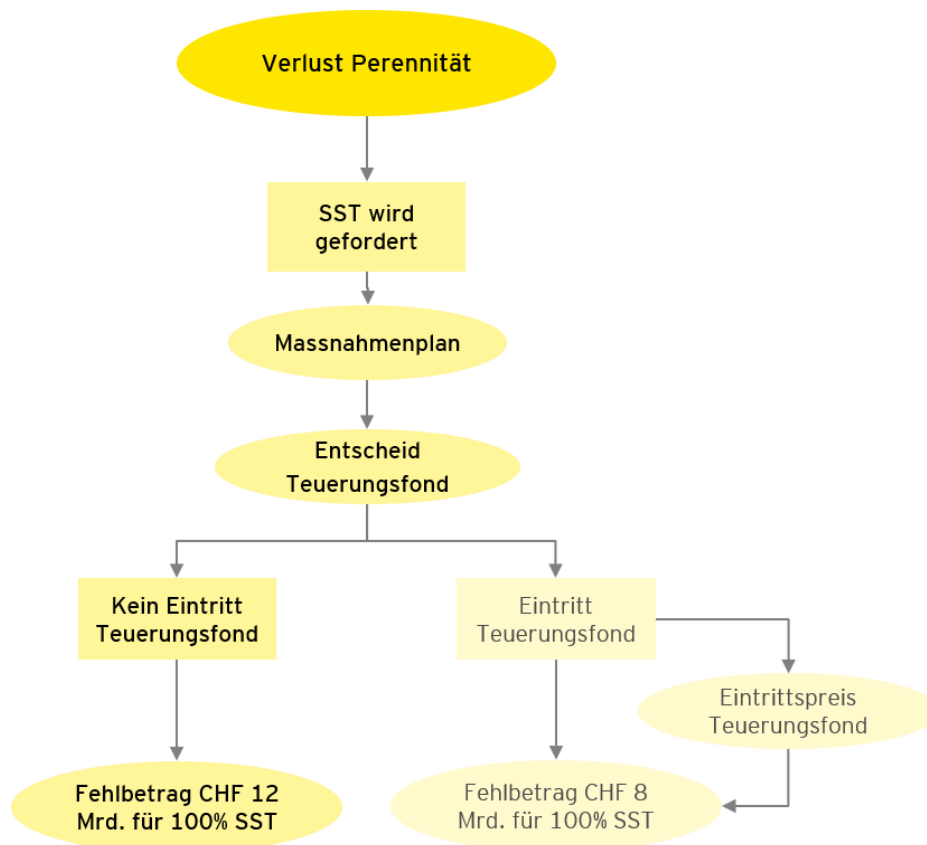 Verlust Perennität
SST wird
gefordert
Massnahmenplan
Entscheid
Teuerungsfond
Kein Eintritt
Teuerungsfond
Eintritt
Teuerungsfond
Eintrittspreis
Teuerungsfond
Fehlbetrag CHF 12
Mrd. für 100% SST
Fehlbetrag CHF 8
Mrd. für 100% SST